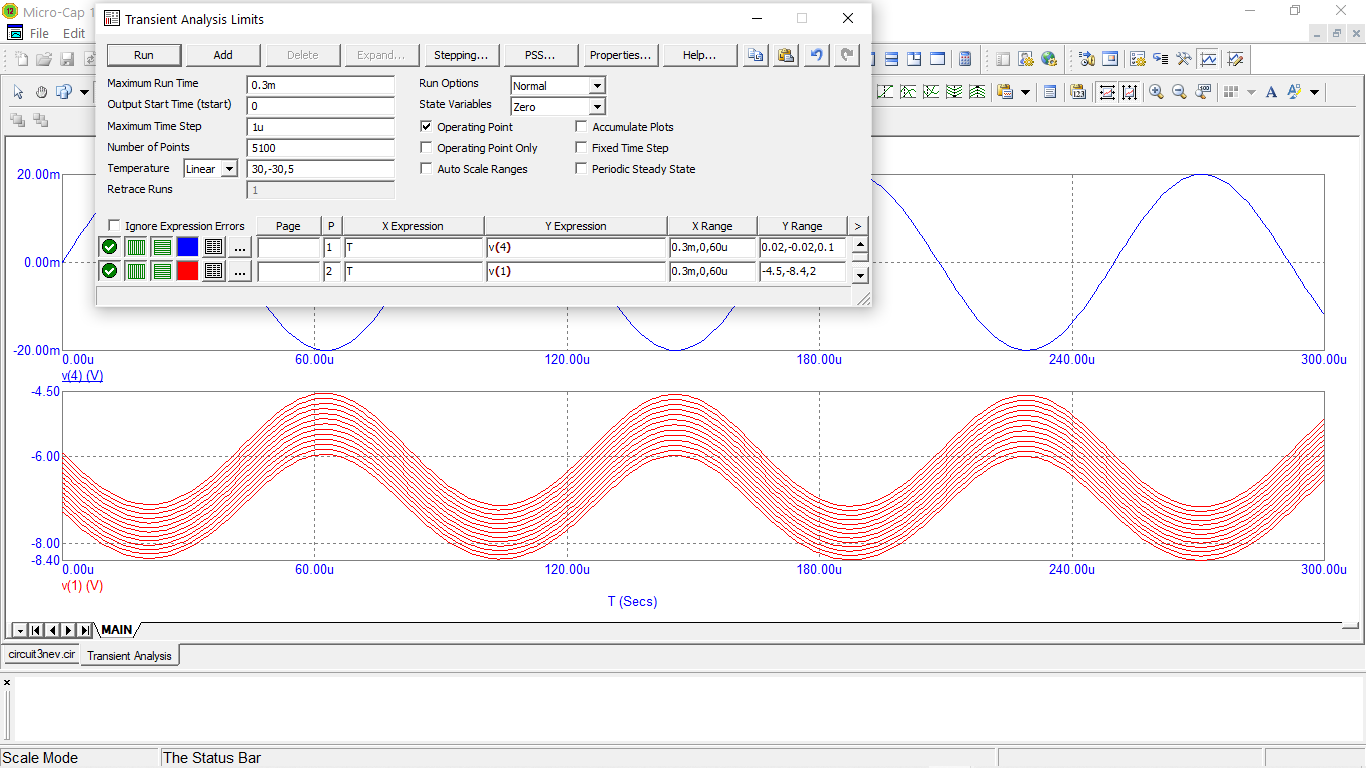 Micro-Cap 1
File Edit
Transient Analysis Limits
Run Add Delete Expand... Stepping... PSS... Properties... Help...
Maximum Run Time 0.3m Run Options Normal
Output Start Time (tstart) 0 State Variables Zero
Maximum Time Step 1u Operating Point Accumulate Plots
Number of Points 5100 Operating Point Only Fixed Time Step
Temperature Linear 30,-30,5 Auto Scale Ranges Periodic Steady State
Retrace Runs 1
Ignore Expression Errors Page P X Expression Y Expression X Range Y Range >
... 1 T v(4) 0.3m,0,60u 0.02,-0.02,0.1
... 2 T v(1) 0.3m,0,60u -4.5,-8.4,2
20.00m
0.00m
-20.00m
0.00u 60.00u 120.00u 180.00u 240.00u 300.00u
v(4) (V)
-4.50
-6.00
-8.00
-8.40
0.00u 60.00u 120.00u 180.00u 240.00u 300.00u
v(1) (V)
T (Secs)
MAIN
circuit3nev.cir Transient Analysis
Scale Mode The Status Bar